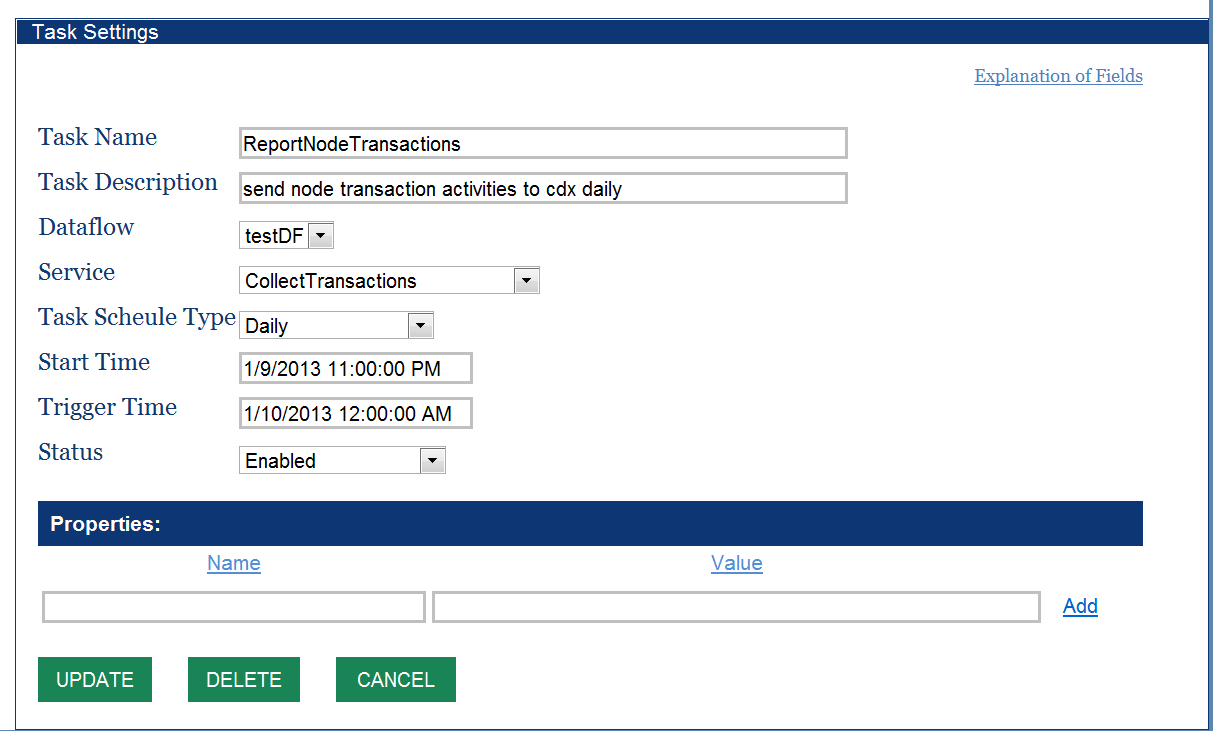 Task Settings
Explanation of Fields
Task Name ReportNodeTransactions
Task Description send node transaction activities to cdx daily
Dataflow testDF
Service CollectTransactions
Task Scheule Type Daily
Start Time 1/9/2013 11:00:00 PM
Trigger Time 1/10/2013 12:00:00 AM
Status Enabled
Properties:
Name Value
Add
UPDATE DELETE CANCEL